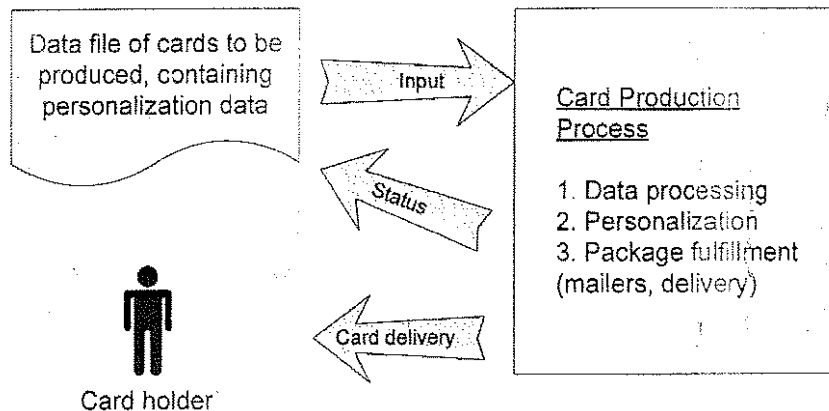 Data file of cards to be
produced, containing
personalization data
Input
Status
Card delivery
Card holder
Card Production
Process
1. Data processing
2. Personalization
3. Package fulfillment
(mailers, delivery)